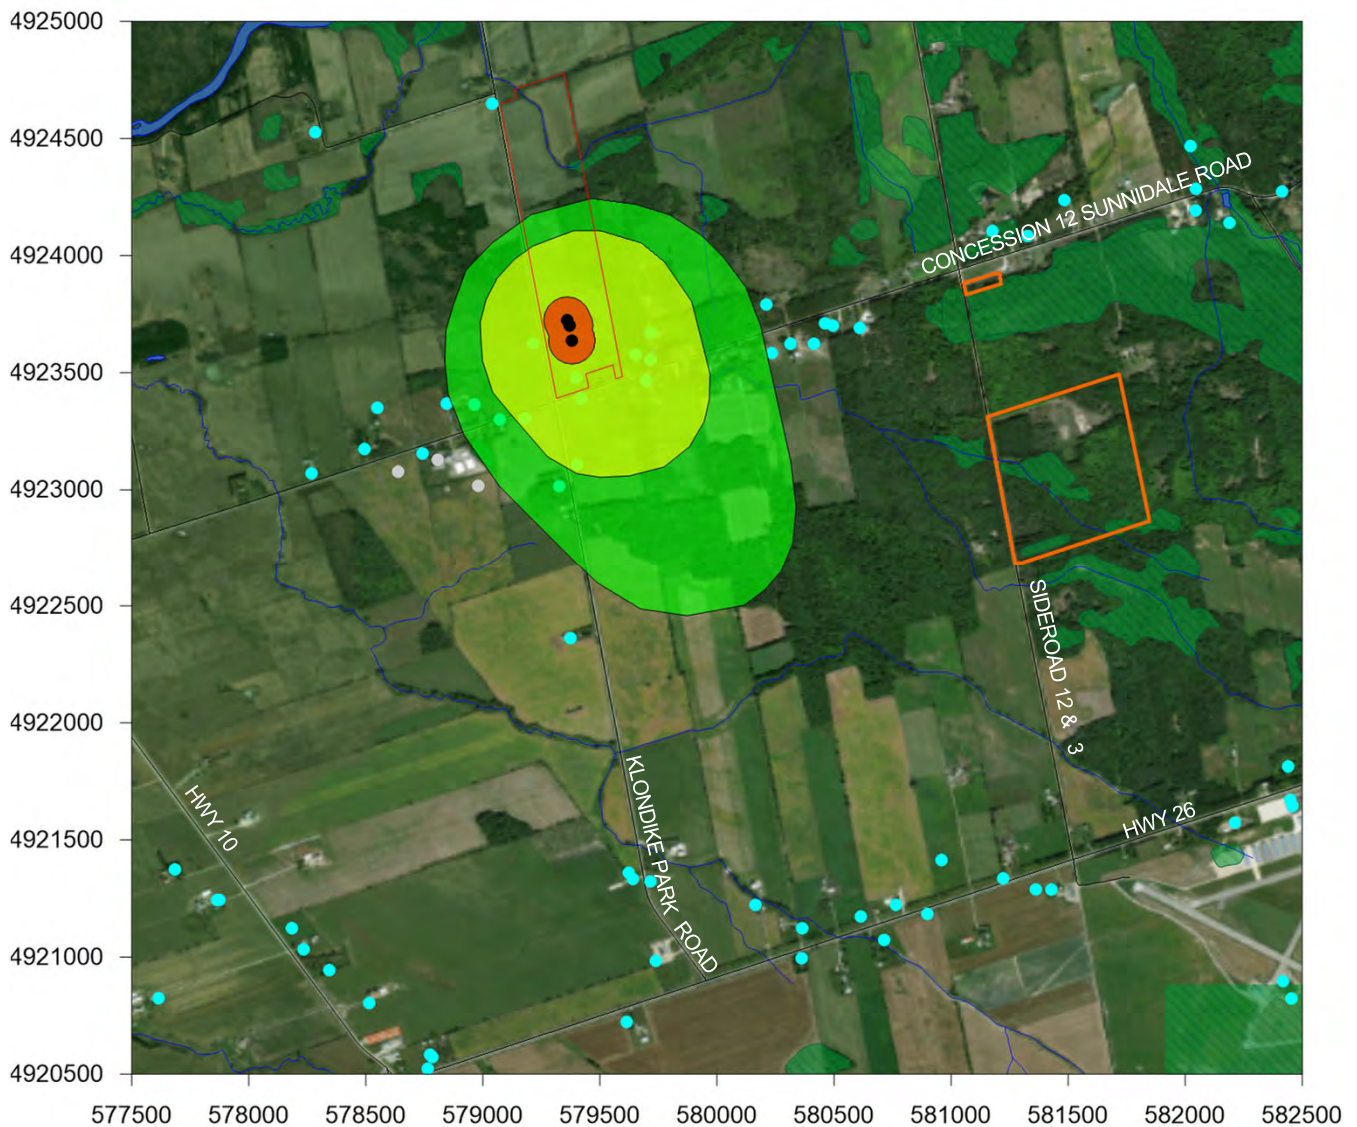 4925000
4924500
4924000
4923500
4923000
4922500
4922000
4921500
4921000
4920500
CONCESSION 12 SUNNIDALE ROAD
SIDEROAD 12 & 3
KLONDIKE PARK ROAD
HWY 10
HWY 26
577500 578000 578500 579000 579500 580000 580500 581000 581500 582000 582500